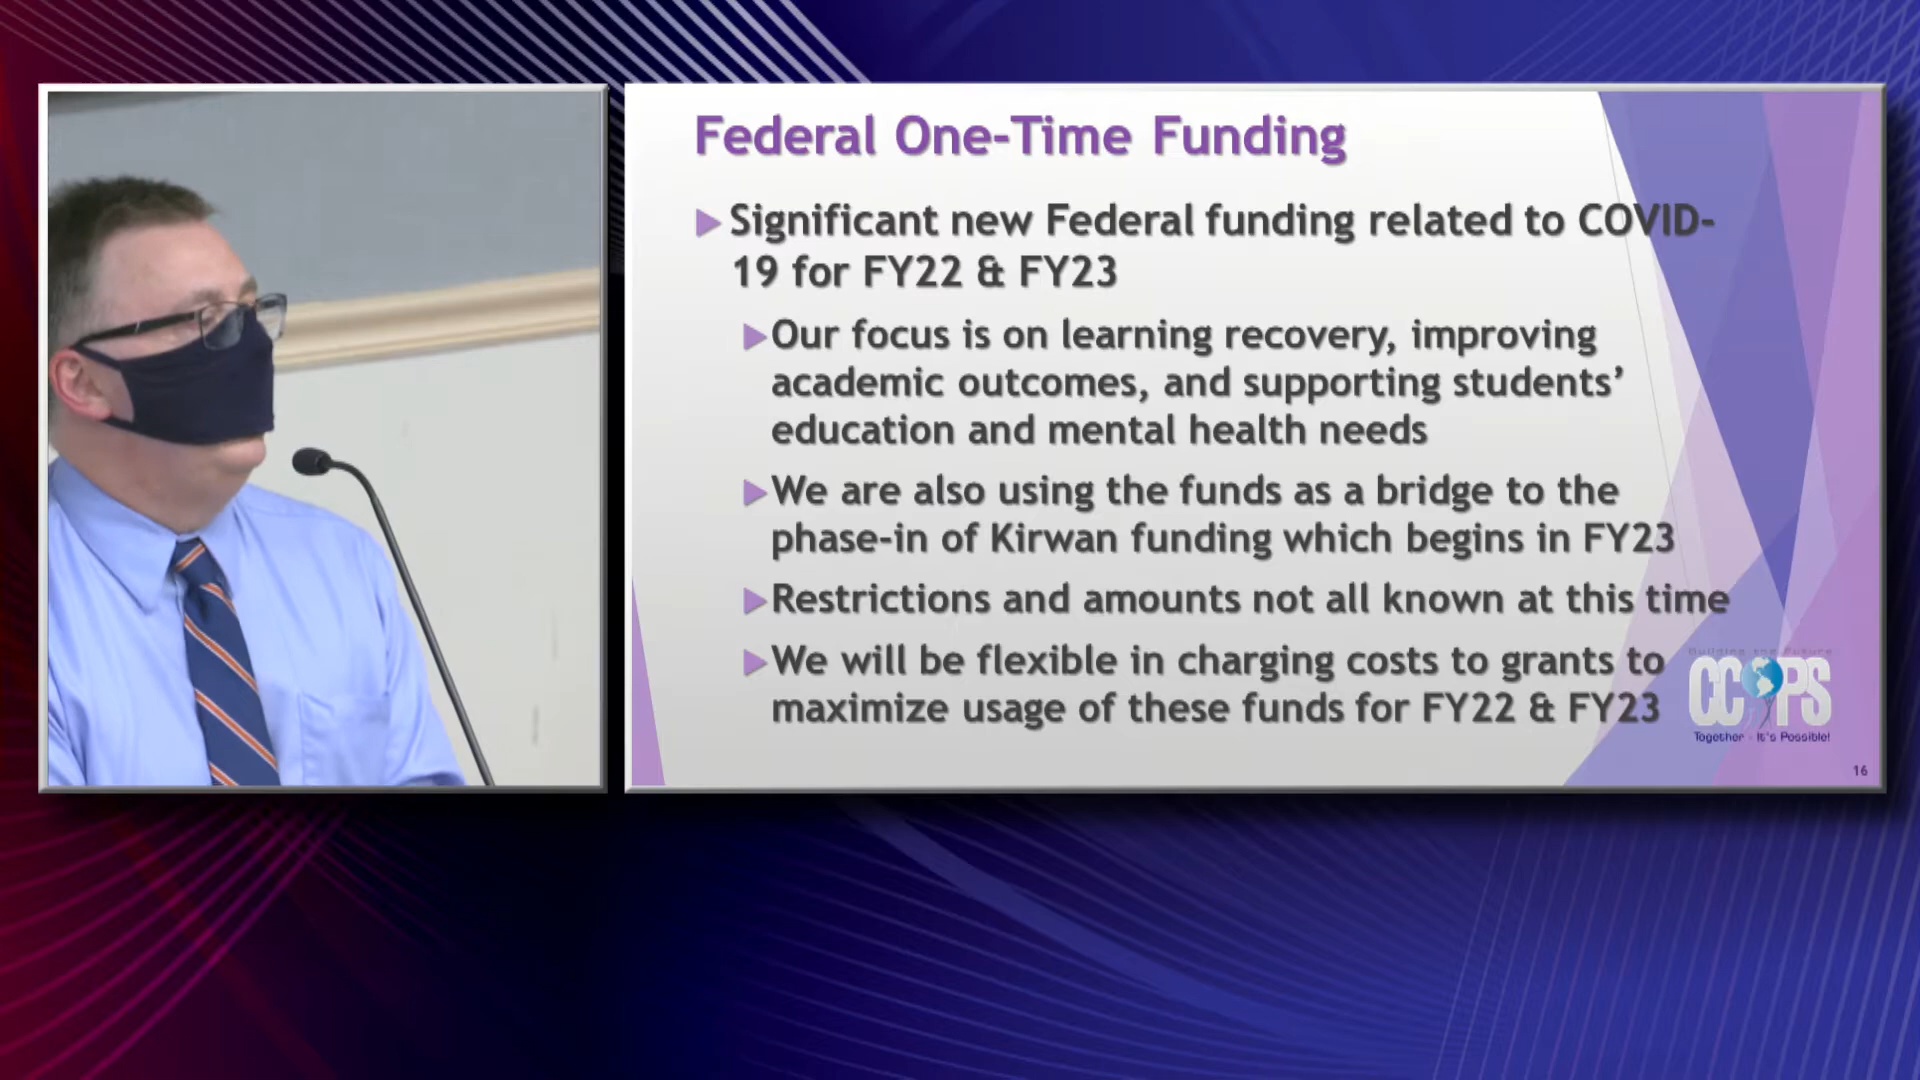 Federal One-Time Funding
Significant new Federal funding related to COVID-
19 for FY22 & FY23
Our focus is on learning recovery, improving
academic outcomes, and supporting students’
education and mental health needs
We are also using the funds as a bridge to the
phase-in of Kirwan funding which begins in FY23
Restrictions and amounts not all known at this time
We will be flexible in charging costs to grants to
maximize usage of these funds for FY22 & FY23
Building the Future
CCPS
Together - It's Possible!
16